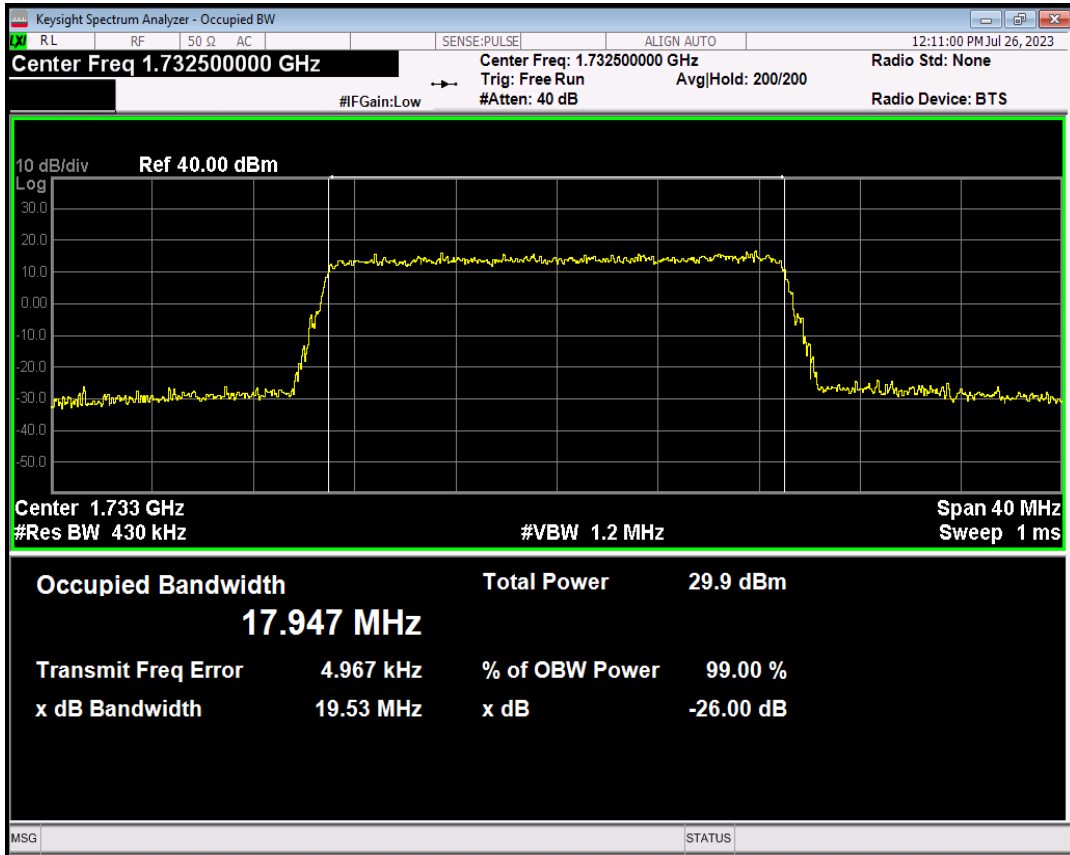 Keysight Spectrum Analyzer - Occupied BW
LXI RL RF 50 Ω AC SENSE:PULSE ALIGN AUTO 12:11:00 PM Jul 26, 2023
Center Freq 1.732500000 GHz Center Freq: 1.732500000 GHz Radio Std: None
Trig: Free Run Avg|Hold: 200/200
#IFGain:Low #Atten: 40 dB Radio Device: BTS
10 dB/div Ref 40.00 dBm
Log
30.0
20.0
10.0
0.00
-10.0
-20.0
-30.0
-40.0
-50.0
Center 1.733 GHz Span 40 MHz
#Res BW 430 kHz #VBW 1.2 MHz Sweep 1 ms
Occupied Bandwidth Total Power 29.9 dBm
17.947 MHz
Transmit Freq Error 4.967 kHz % of OBW Power 99.00 %
x dB Bandwidth 19.53 MHz x dB -26.00 dB
MSG STATUS